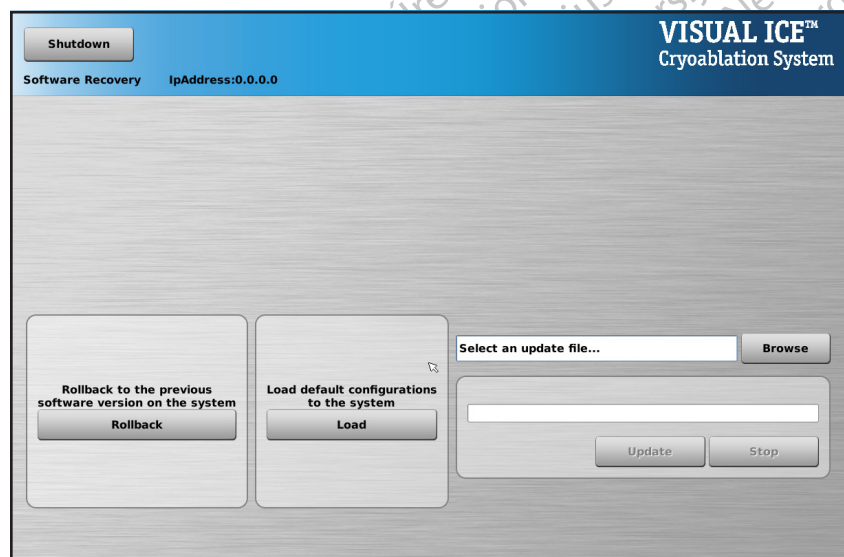 Shutdown
VISUAL ICE™
Cryoablation System
Software Recovery IpAddress:0.0.0.0
Select an update file...
Browse
Rollback to the previous
software version on the system
Rollback
Load default configurations
to the system
Load
Update
Stop